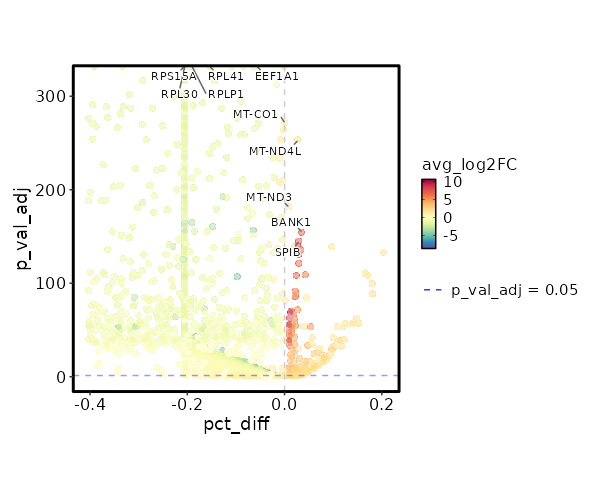 RPS15A RPL41 EEF1A1
RPL30 RPLP1
MT-CO1
MT-ND4L
MT-ND3
BANK1
SPIB
300
200
100
0
-0.4 -0.2 0.0 0.2
pct_diff
p_val_adj
avg_log2FC
10
5
0
-5
p_val_adj = 0.05